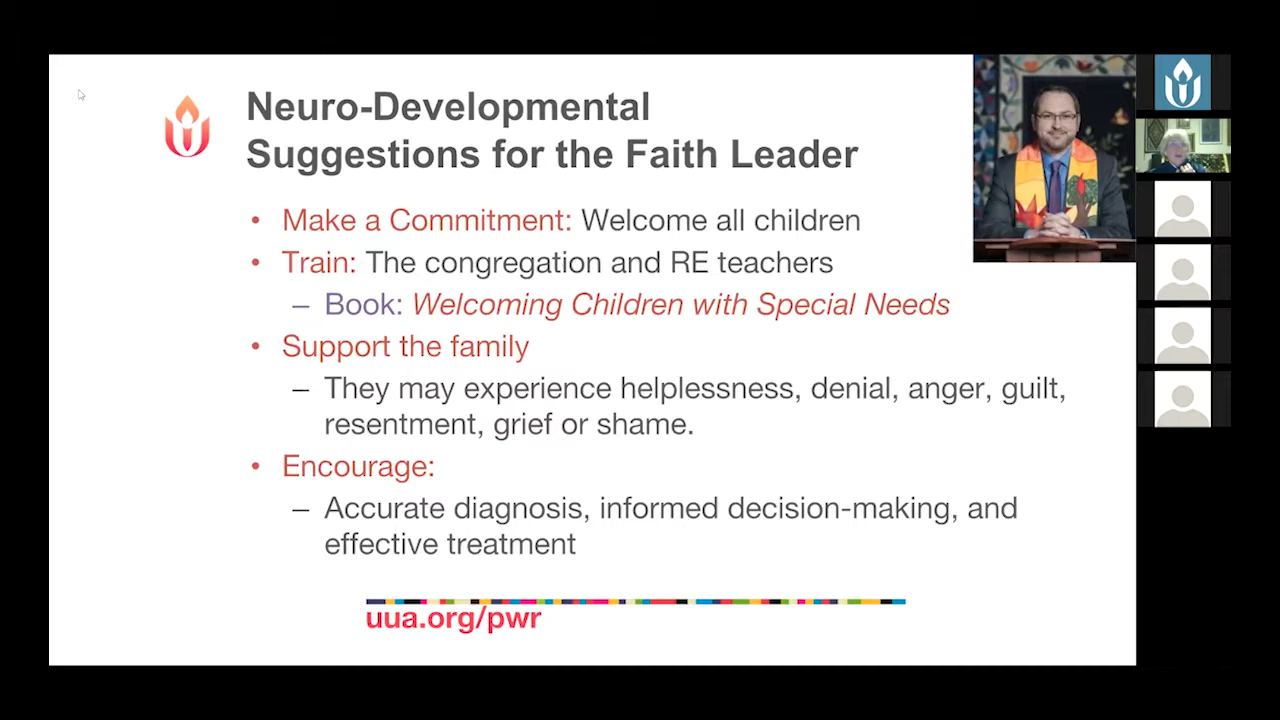 Neuro-Developmental
Suggestions for the Faith Leader
• Make a Commitment: Welcome all children
• Train: The congregation and RE teachers
– Book: Welcoming Children with Special Needs
• Support the family
– They may experience helplessness, denial, anger, guilt,
resentment, grief or shame.
• Encourage:
– Accurate diagnosis, informed decision-making, and
effective treatment
uua.org/pwr